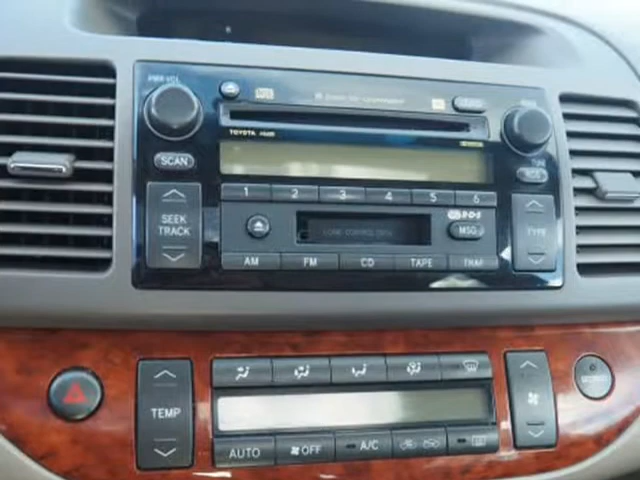 PWR·VOL
SCAN
TOYOTA
1 2 3 4 5 6
SEEK
TRACK
R·D·S
MSG
TYPE
AM FM CD TAPE TRAF
TEMP
AUTO OFF A/C